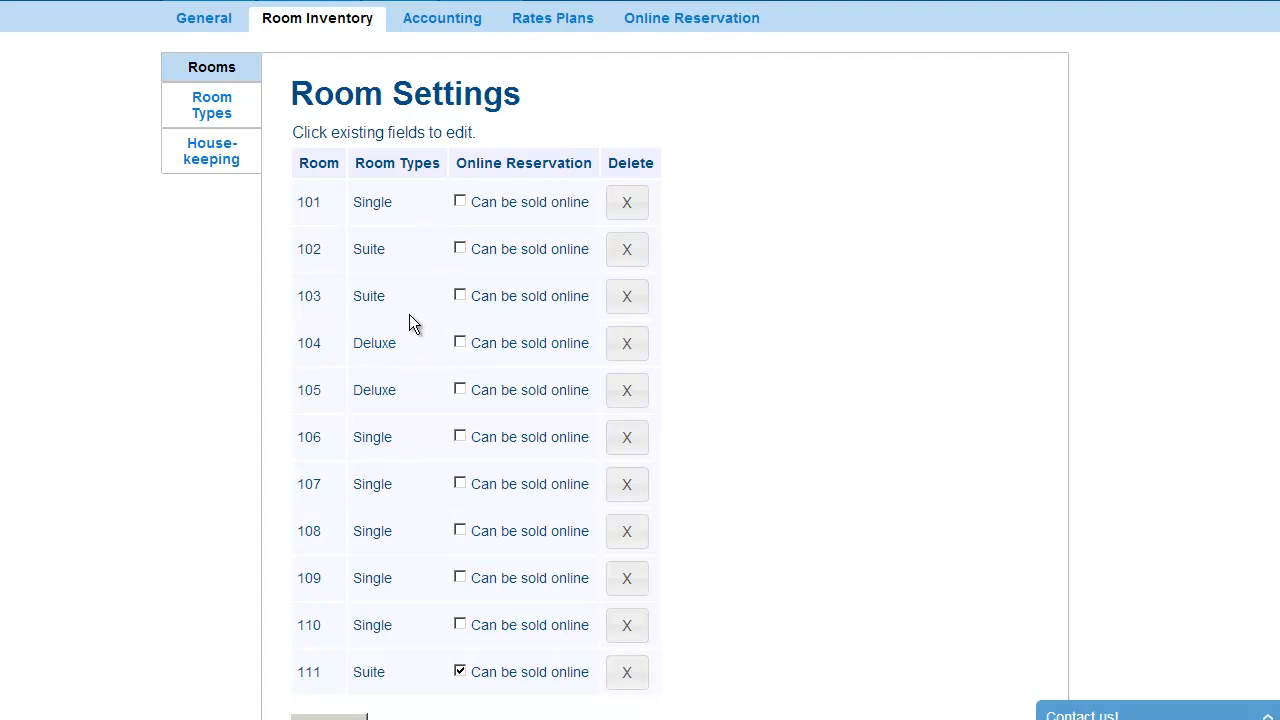 General Room Inventory Accounting Rates Plans Online Reservation
Rooms
Room
Types
House-
keeping
Room Settings
Click existing fields to edit.
Room Room Types Online Reservation Delete
101 Single Can be sold online X
102 Suite Can be sold online X
103 Suite Can be sold online X
104 Deluxe Can be sold online X
105 Deluxe Can be sold online X
106 Single Can be sold online X
107 Single Can be sold online X
108 Single Can be sold online X
109 Single Can be sold online X
110 Single Can be sold online X
111 Suite Can be sold online X
Contact us!